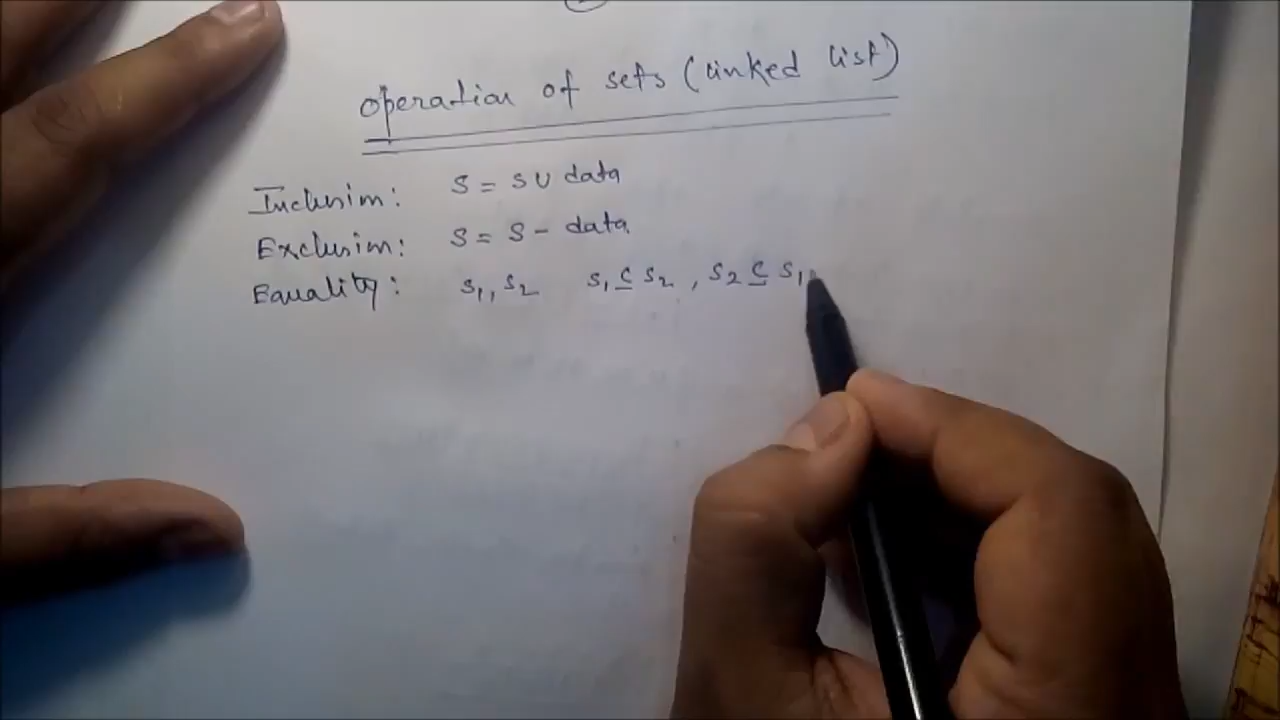 operation of sets (linked list)
Inclusion: S = S ∪ data
Exclusion: S = S - data.
Equality: S₁, S₂ S₁ ⊆ S₂ , S₂ ⊆ S₁